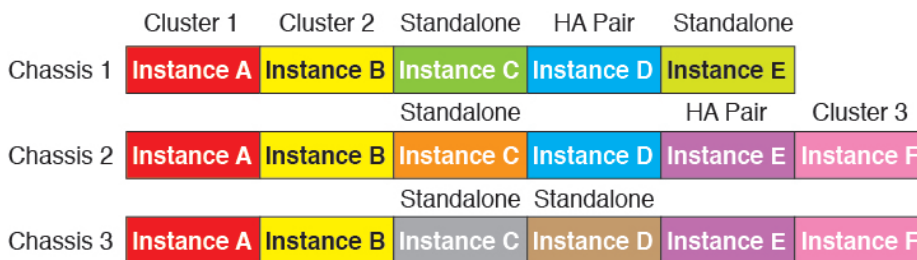 Cluster 1 Cluster 2 Standalone HA Pair Standalone
Chassis 1 Instance A Instance B Instance C Instance D Instance E
Standalone HA Pair Cluster 3
Chassis 2 Instance A Instance B Instance C Instance D Instance E Instance F
Standalone Standalone
Chassis 3 Instance A Instance B Instance C Instance D Instance E Instance F